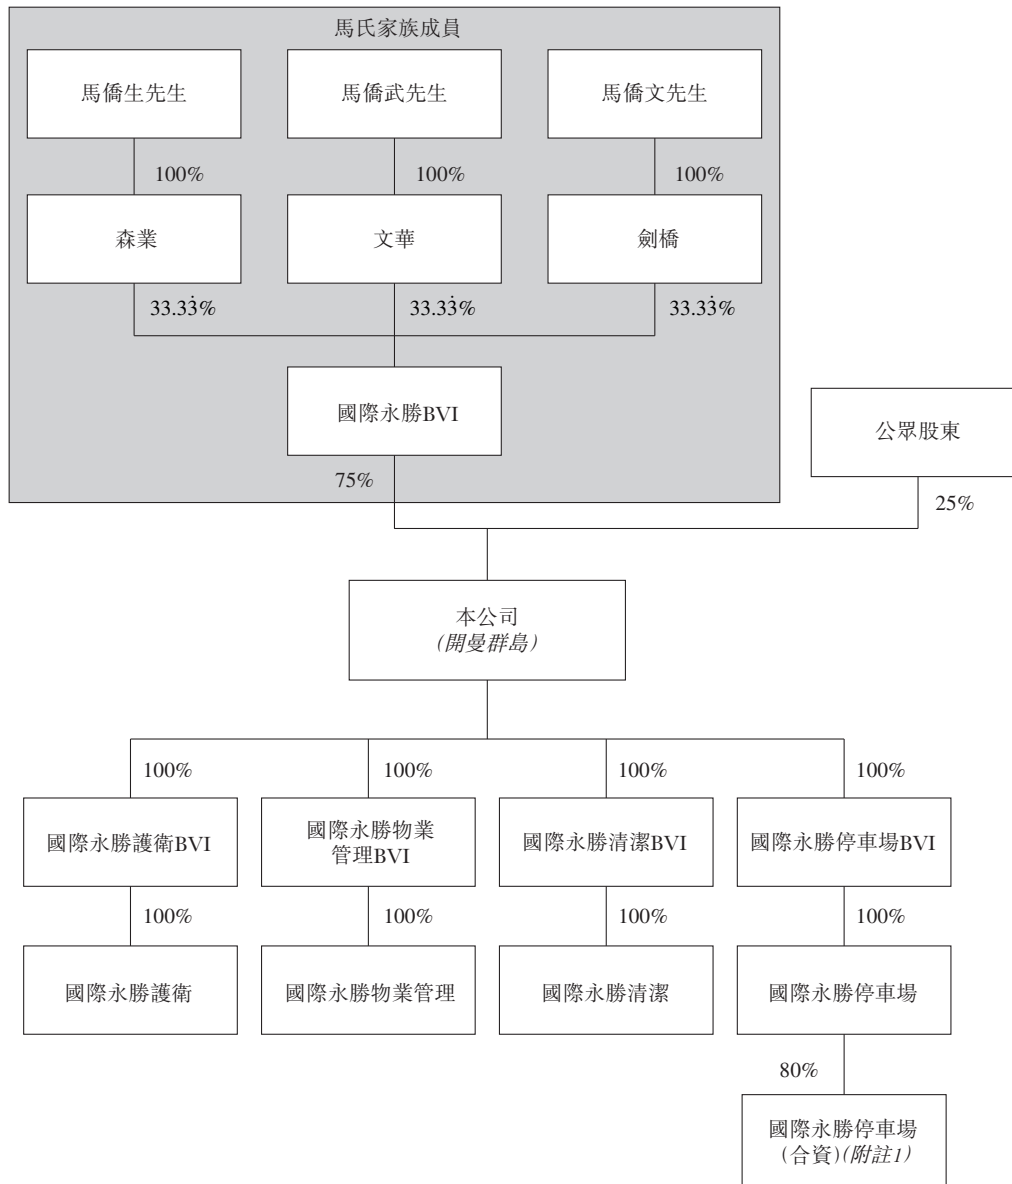 馬氏家族成員
馬僑生先生
馬僑武先生
馬僑文先生
100%
100%
100%
森業
文華
劍橋
33.33̇%
33.33̇%
33.33̇%
國際永勝BVI
公眾股東
75%
25%
本公司
(開曼群島)
100%
100%
100%
100%
國際永勝護衛BVI
國際永勝物業
管理BVI
國際永勝清潔BVI
國際永勝停車場BVI
100%
100%
100%
100%
國際永勝護衛
國際永勝物業管理
國際永勝清潔
國際永勝停車場
80%
國際永勝停車場
(合資)(附註1)